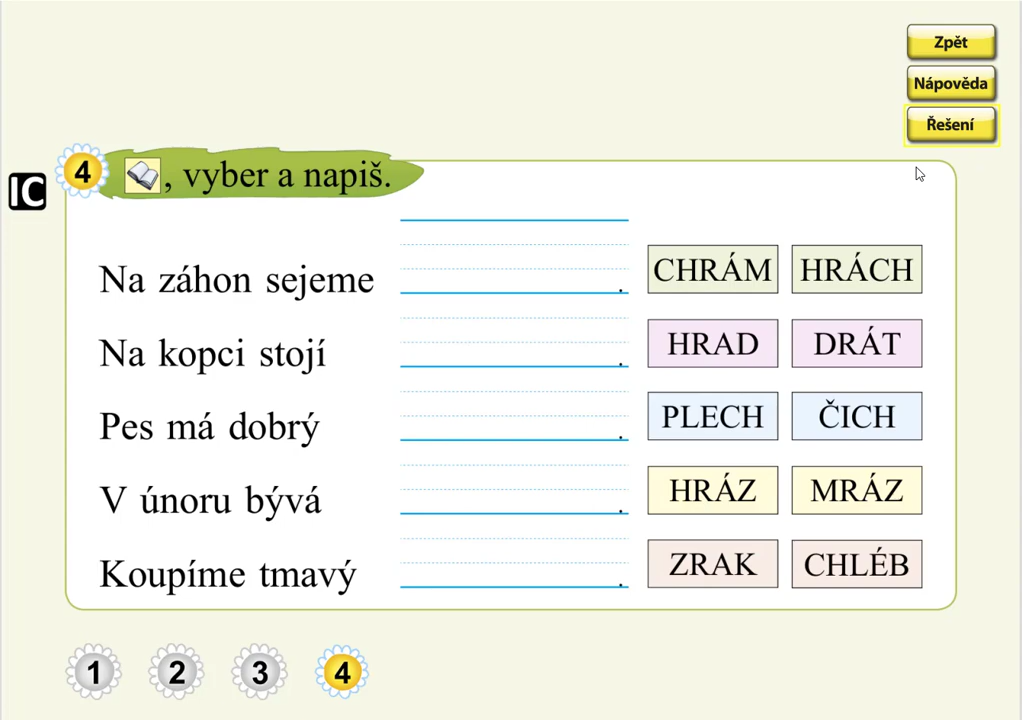 Zpět
Nápověda
Řešení
4 , vyber a napiš.
IC
Na záhon sejeme . CHRÁM HRÁCH
Na kopci stojí . HRAD DRÁT
Pes má dobrý . PLECH ČICH
V únoru bývá . HRÁZ MRÁZ
Koupíme tmavý . ZRAK CHLÉB
1 2 3 4